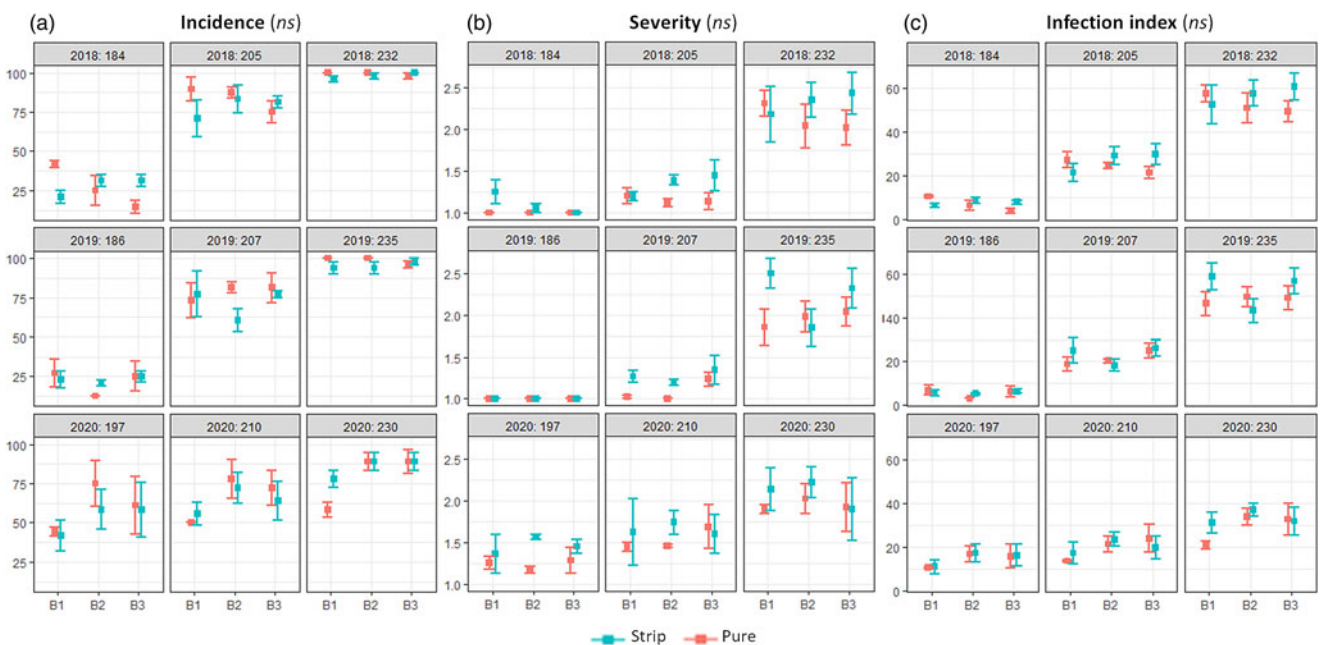 (a) Incidence (ns)
(b) Severity (ns)
(c) Infection index (ns)
2018: 184 2018: 205 2018: 232
100
75
50
25
2019: 186 2019: 207 2019: 235
100
75
50
25
2020: 197 2020: 210 2020: 230
100
75
50
25
B1 B2 B3 B1 B2 B3 B1 B2 B3
2018: 184 2018: 205 2018: 232
2.5
2.0
1.5
1.0
2019: 186 2019: 207 2019: 235
2.5
2.0
1.5
1.0
2020: 197 2020: 210 2020: 230
2.5
2.0
1.5
1.0
B1 B2 B3 B1 B2 B3 B1 B2 B3
2018: 184 2018: 205 2018: 232
60
40
20
0
2019: 186 2019: 207 2019: 235
60
I40
20
0
2020: 197 2020: 210 2020: 230
60
40
20
0
B1 B2 B3 B1 B2 B3 B1 B2 B3
Strip Pure